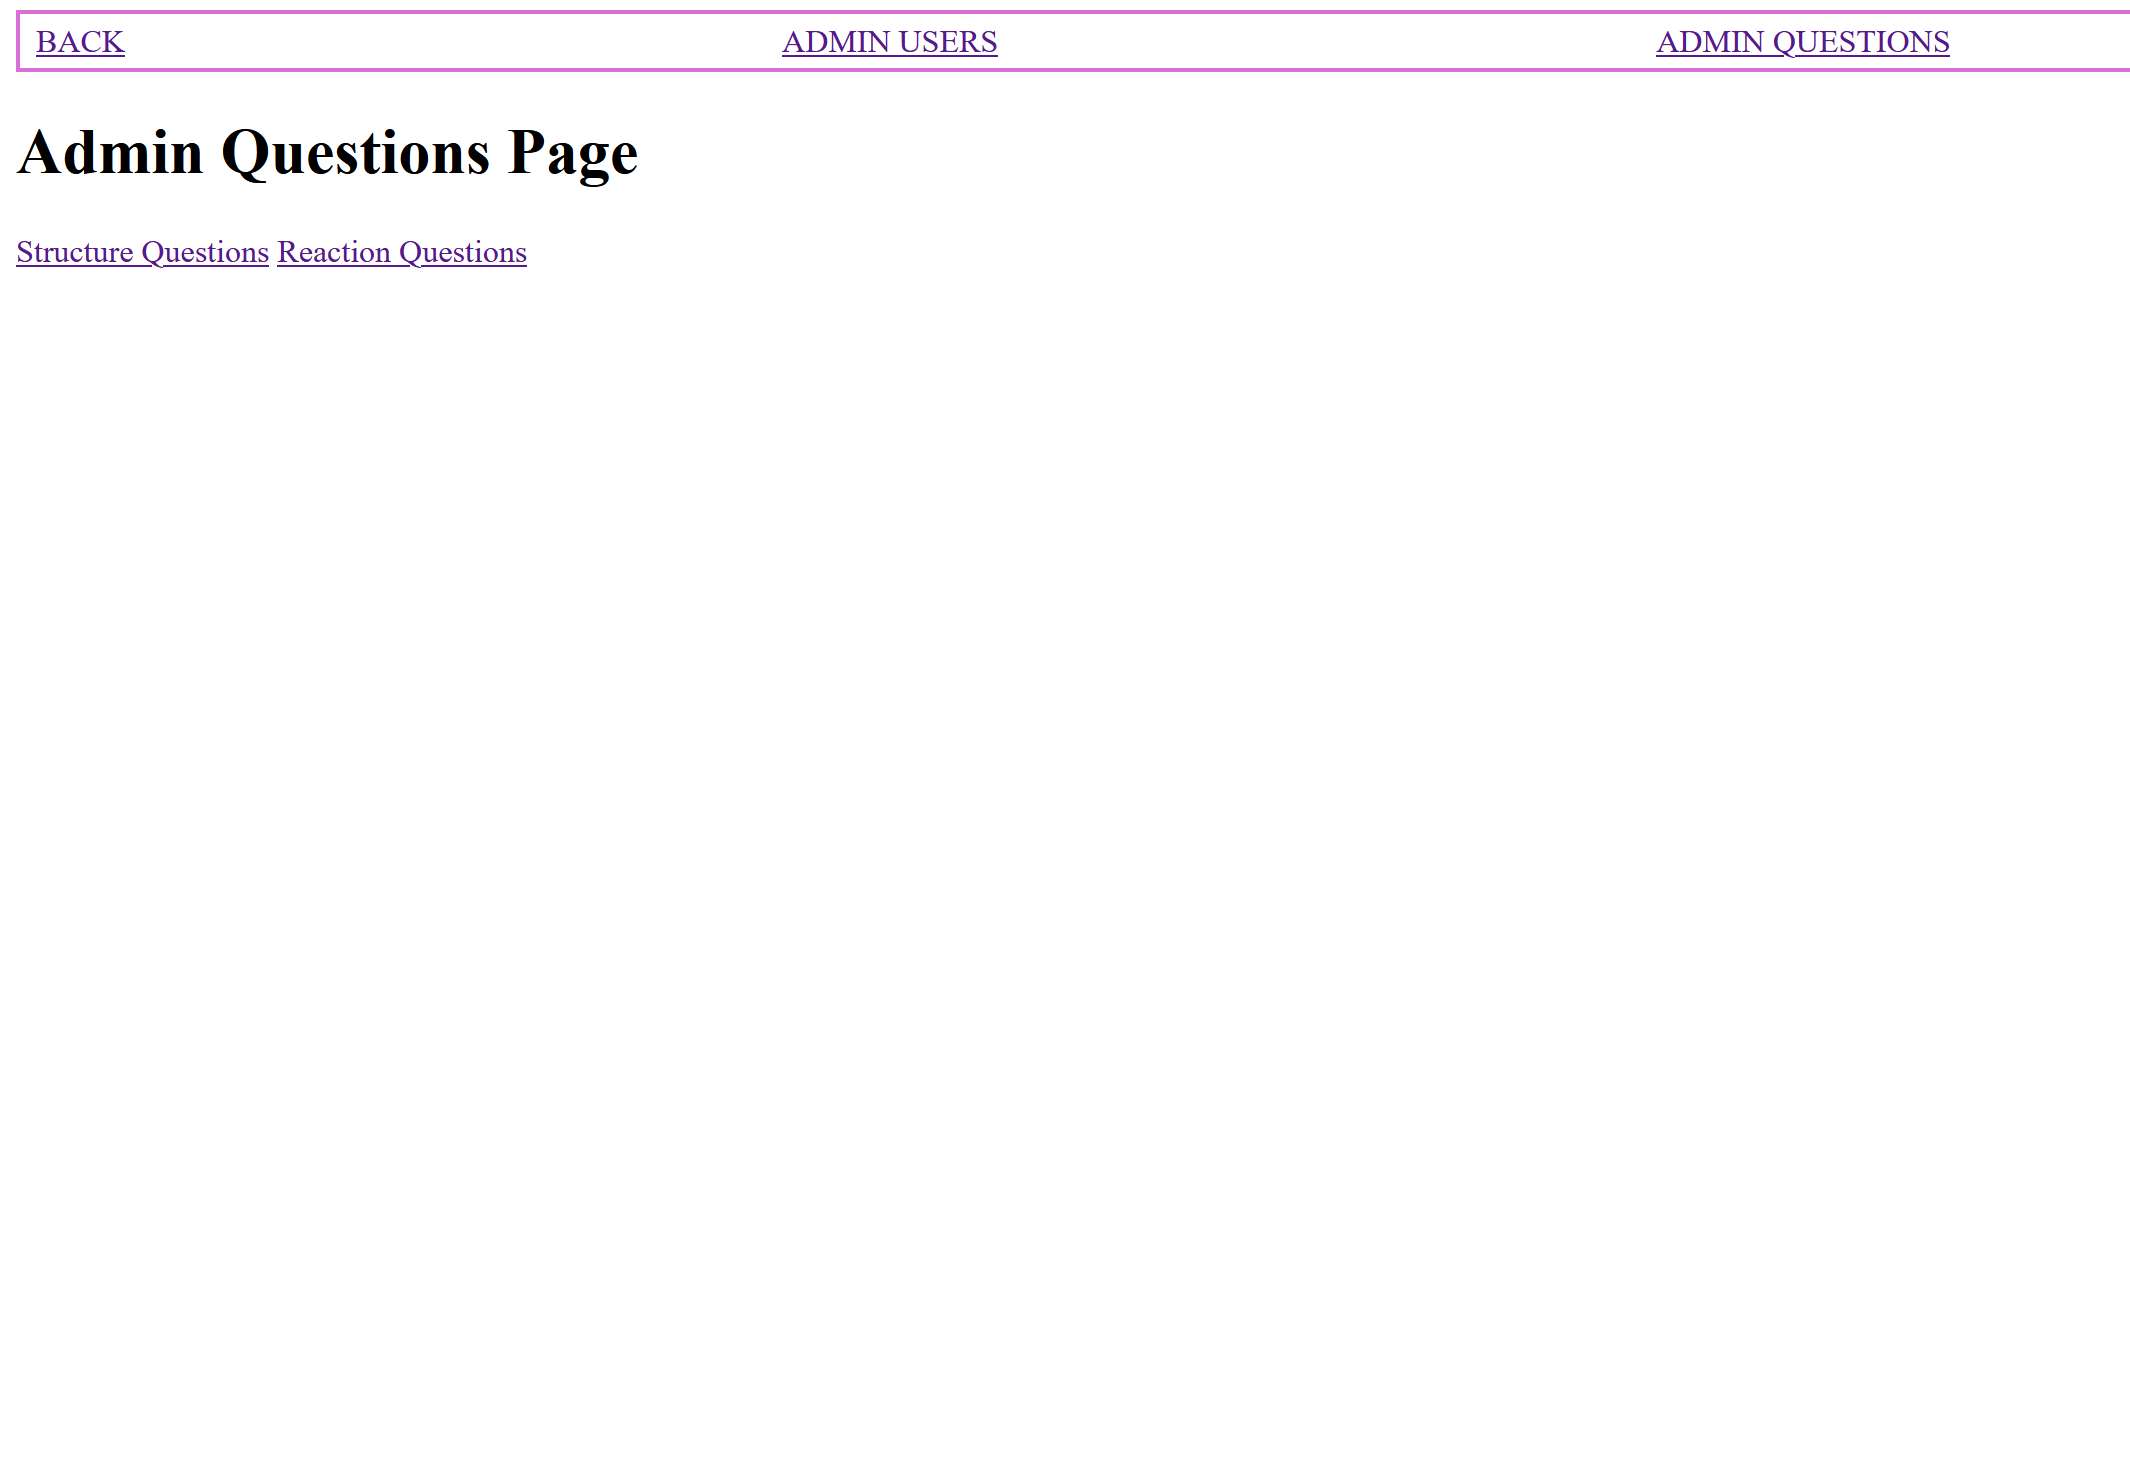 BACK ADMIN USERS ADMIN QUESTIONS
Admin Questions Page
Structure Questions Reaction Questions